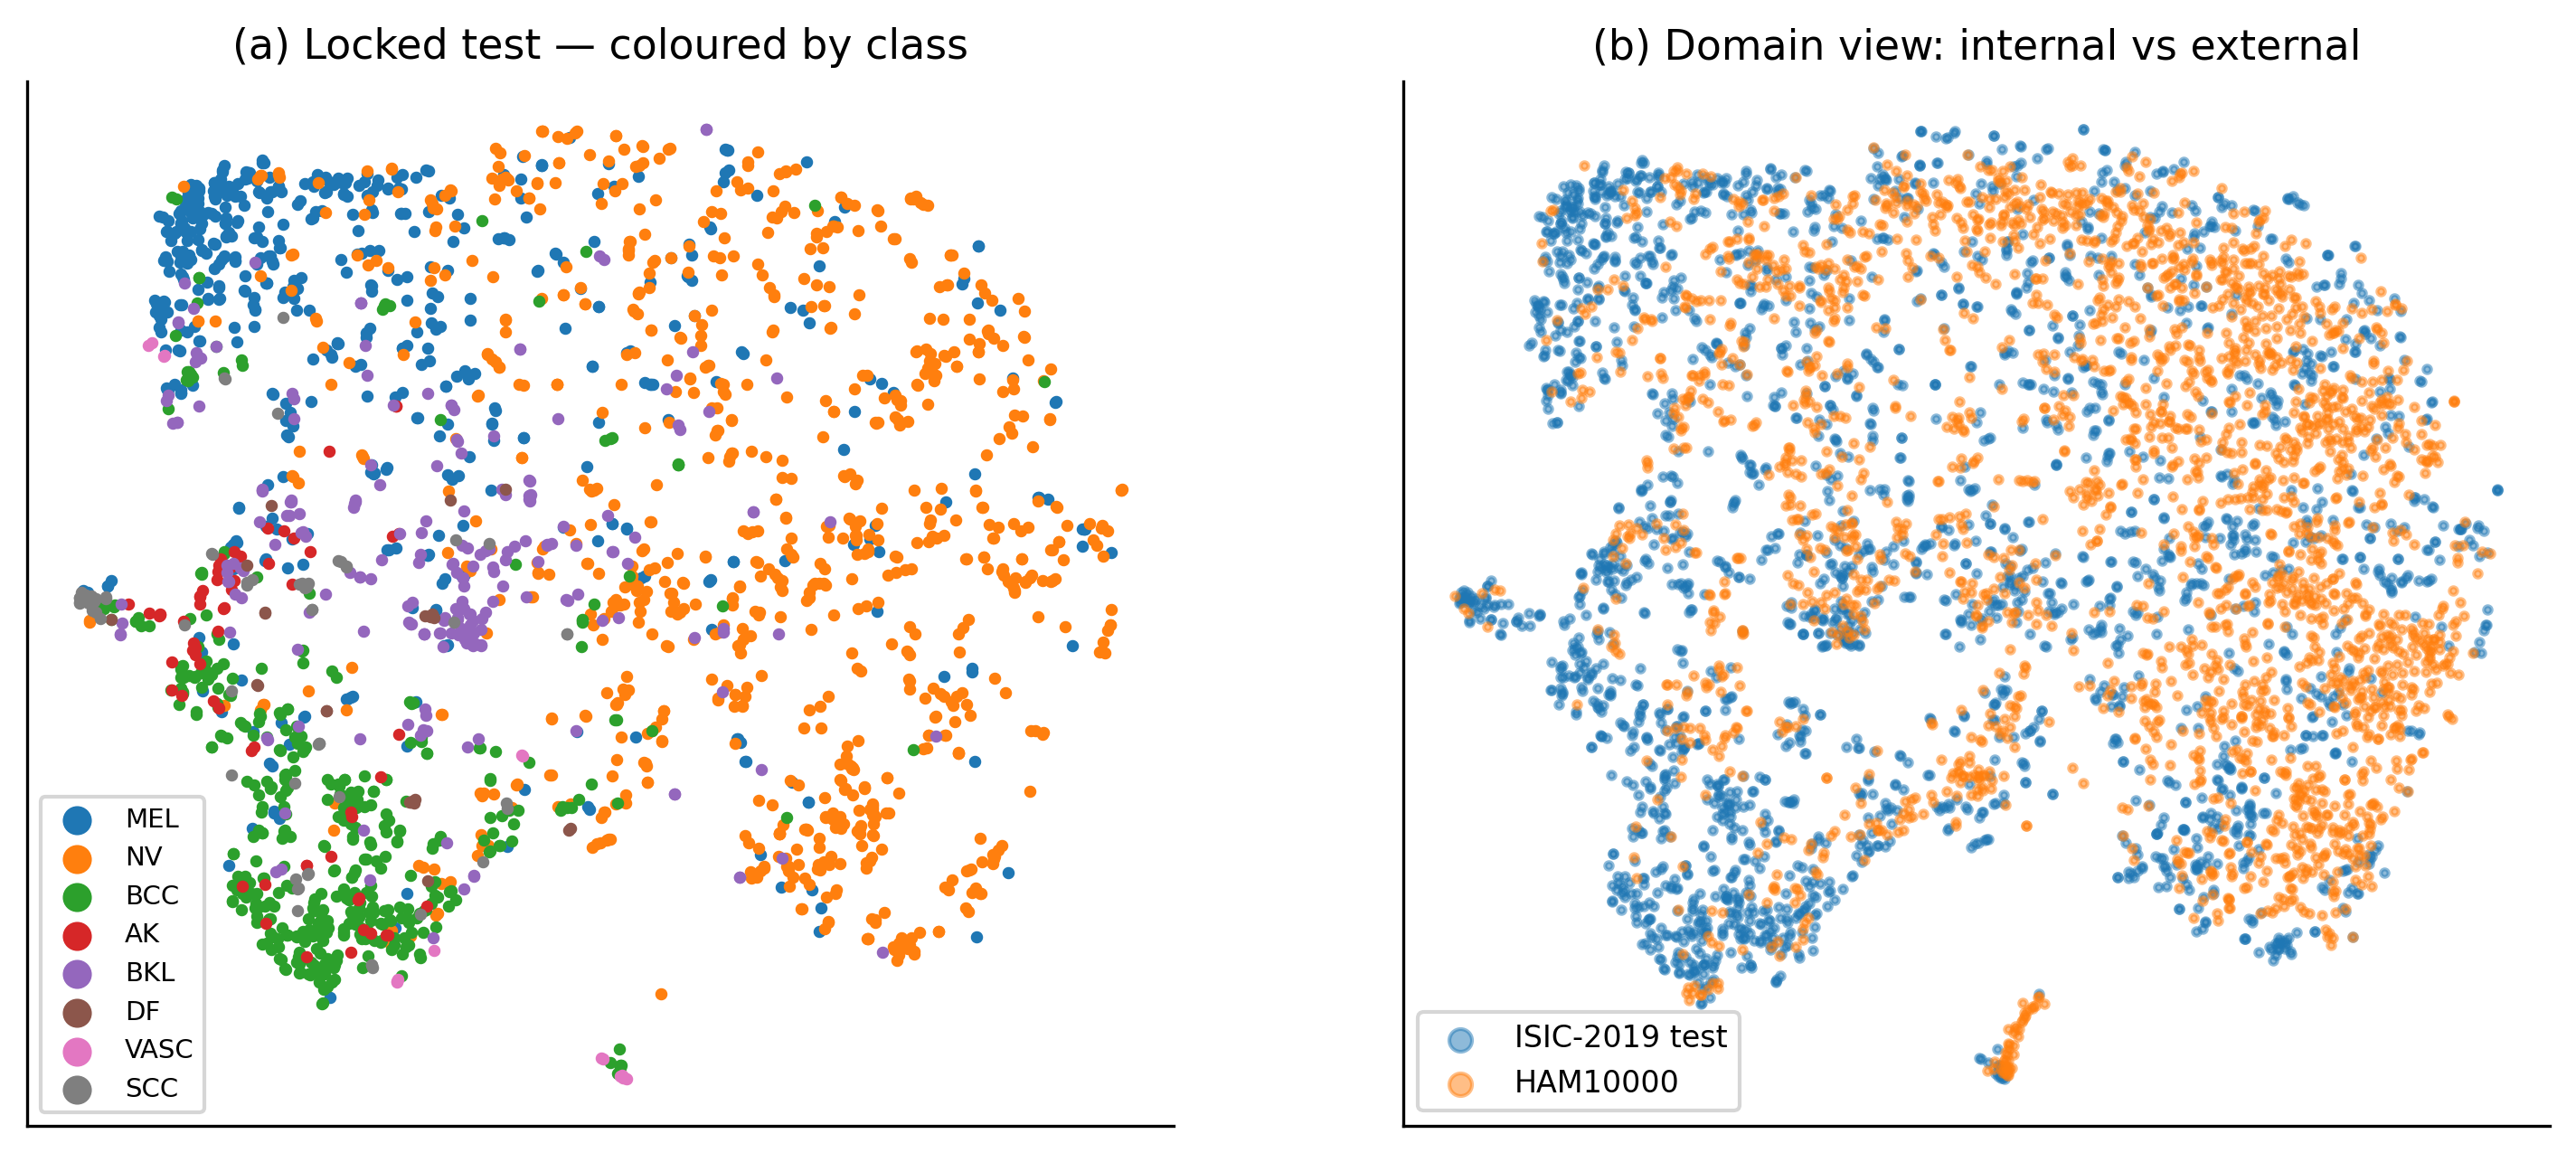 (a) Locked test — coloured by class
MEL
NV
BCC
AK
BKL
DF
VASC
SCC
(b) Domain view: internal vs external
ISIC-2019 test
HAM10000